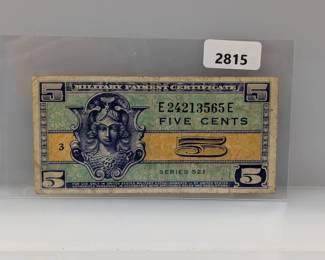 2815
5 MILITARY PAYMENT CERTIFICATE 5
E24213565E
FIVE CENTS
3
5
SERIES 521
5 5